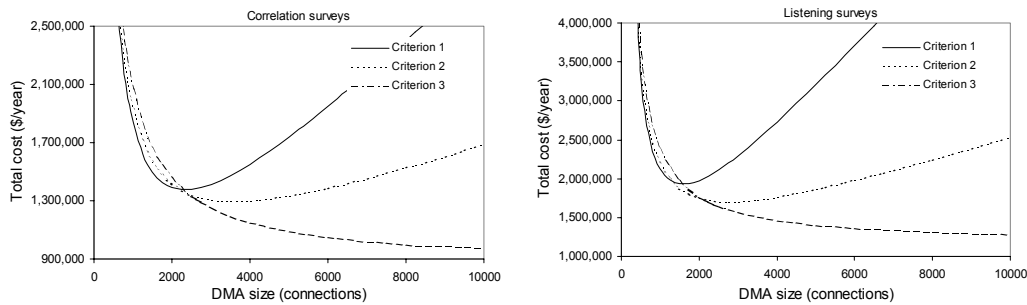 Correlation surveys
Total cost ($/year)
2,500,000
2,100,000
1,700,000
1,300,000
900,000
Criterion 1
Criterion 2
Criterion 3
0 2000 4000 6000 8000 10000
DMA size (connections)
Listening surveys
Total cost ($/year)
4,000,000
3,500,000
3,000,000
2,500,000
2,000,000
1,500,000
1,000,000
Criterion 1
Criterion 2
Criterion 3
0 2000 4000 6000 8000 10000
DMA size (connections)